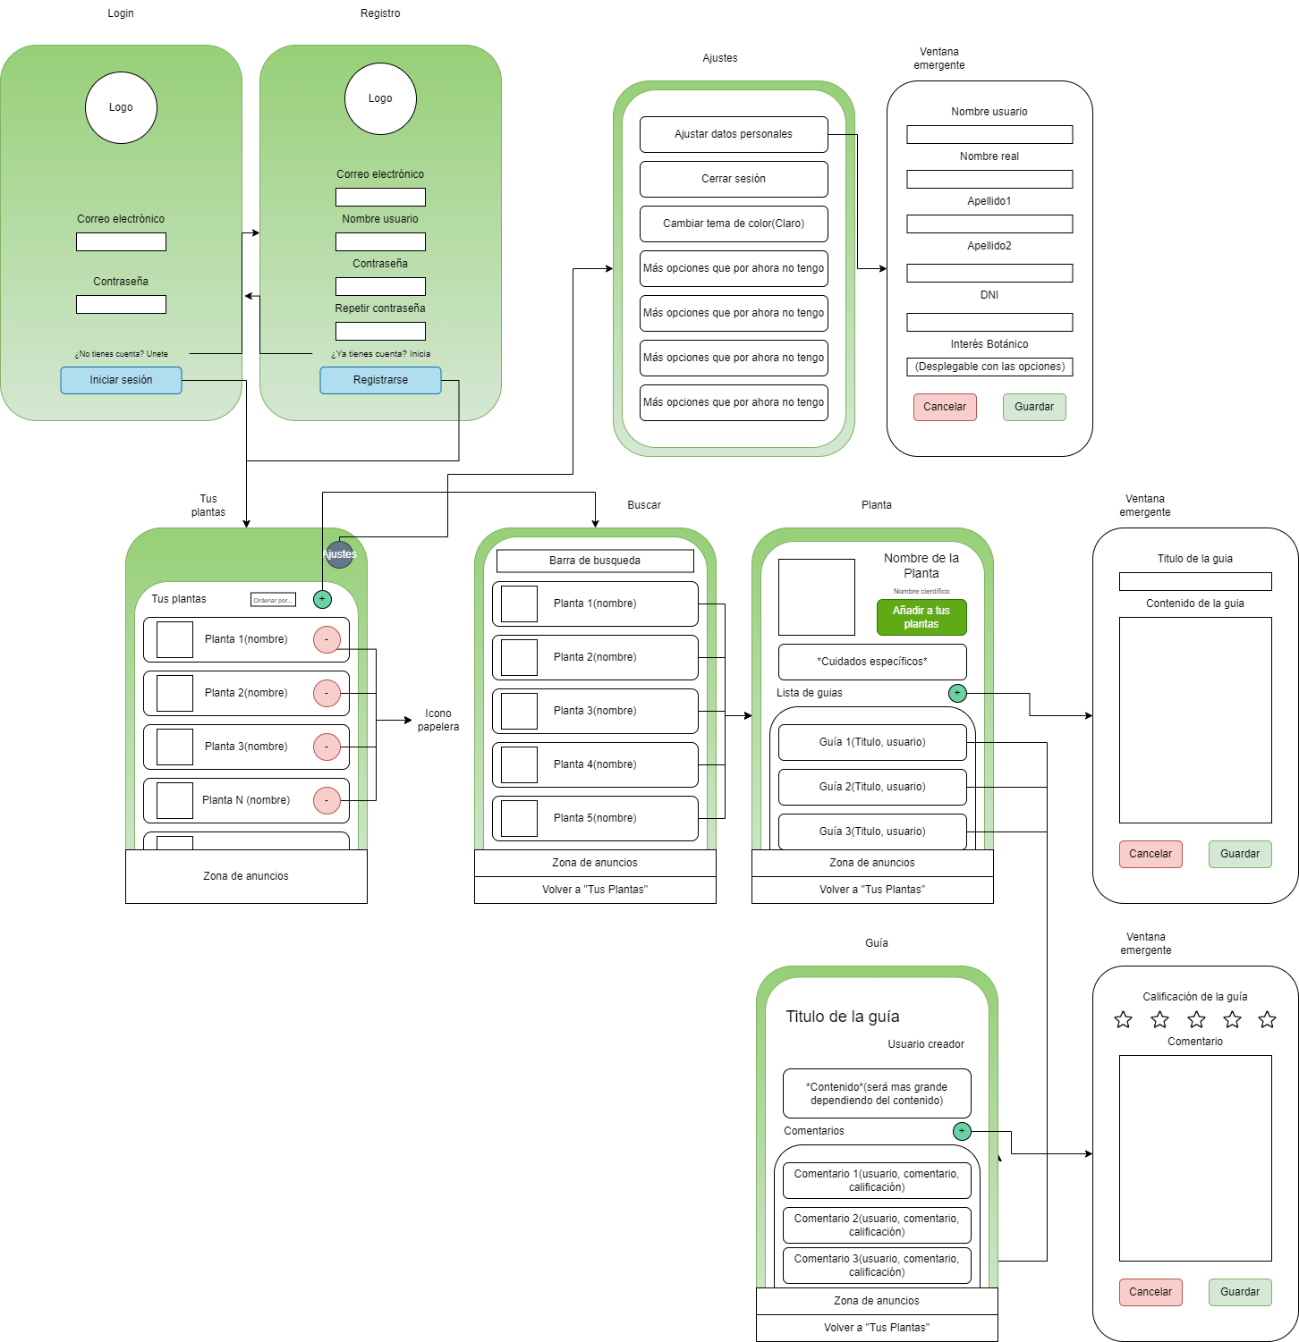 Login
Logo
Correo electrónico
Contraseña
¿No tienes cuenta? Unete
Iniciar sesión
Registro
Logo
Correo electrónico
Nombre usuario
Contraseña
Repetir contraseña
¿Ya tienes cuenta? Inicia
Registrarse
Ajustes
Ajustar datos personales
Cerrar sesión
Cambiar tema de color(Claro)
Más opciones que por ahora no tengo
Más opciones que por ahora no tengo
Más opciones que por ahora no tengo
Más opciones que por ahora no tengo
Ventana
emergente
Nombre usuario
Nombre real
Apellido1
Apellido2
DNI
Interés Botánico
(Desplegable con las opciones)
Cancelar
Guardar
Tus
plantas
Ajustes
Tus plantas
Ordenar por...
+
Planta 1(nombre)
-
Planta 2(nombre)
-
Planta 3(nombre)
-
Planta N (nombre)
-
Zona de anuncios
Icono
papelera
Buscar
Barra de busqueda
Planta 1(nombre)
Planta 2(nombre)
Planta 3(nombre)
Planta 4(nombre)
Planta 5(nombre)
Zona de anuncios
Volver a "Tus Plantas"
Planta
Nombre de la
Planta
Nombre científico
Añadir a tus
plantas
*Cuidados específicos*
Lista de guias
+
Guía 1(Titulo, usuario)
Guía 2(Titulo, usuario)
Guía 3(Titulo, usuario)
Zona de anuncios
Volver a "Tus Plantas"
Ventana
emergente
Titulo de la guia
Contenido de la guia
Cancelar
Guardar
Guía
Titulo de la guía
Usuario creador
*Contenido*(será mas grande
dependiendo del contenido)
Comentarios
+
Comentario 1(usuario, comentario,
calificación)
Comentario 2(usuario, comentario,
calificación)
Comentario 3(usuario, comentario,
calificación)
Zona de anuncios
Volver a "Tus Plantas"
Ventana
emergente
Calificación de la guía
Comentario
Cancelar
Guardar